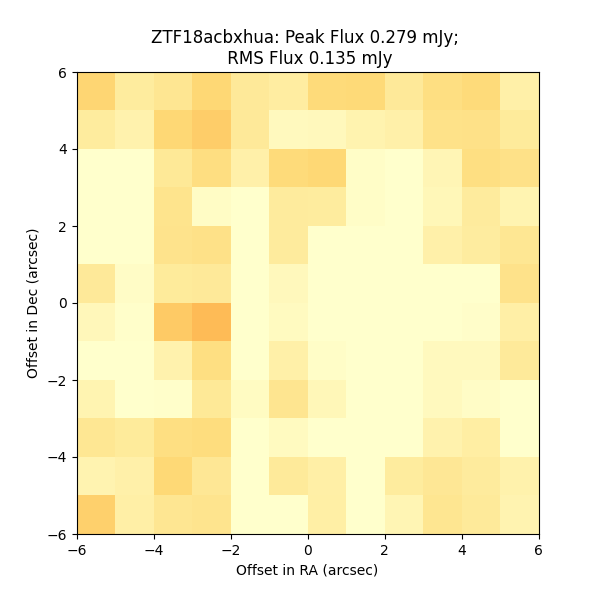 ZTF18acbxhua: Peak Flux 0.279 mJy;
RMS Flux 0.135 mJy
6
4
2
0
−2
−4
−6
Offset in Dec (arcsec)
−6 −4 −2 0 2 4 6
Offset in RA (arcsec)